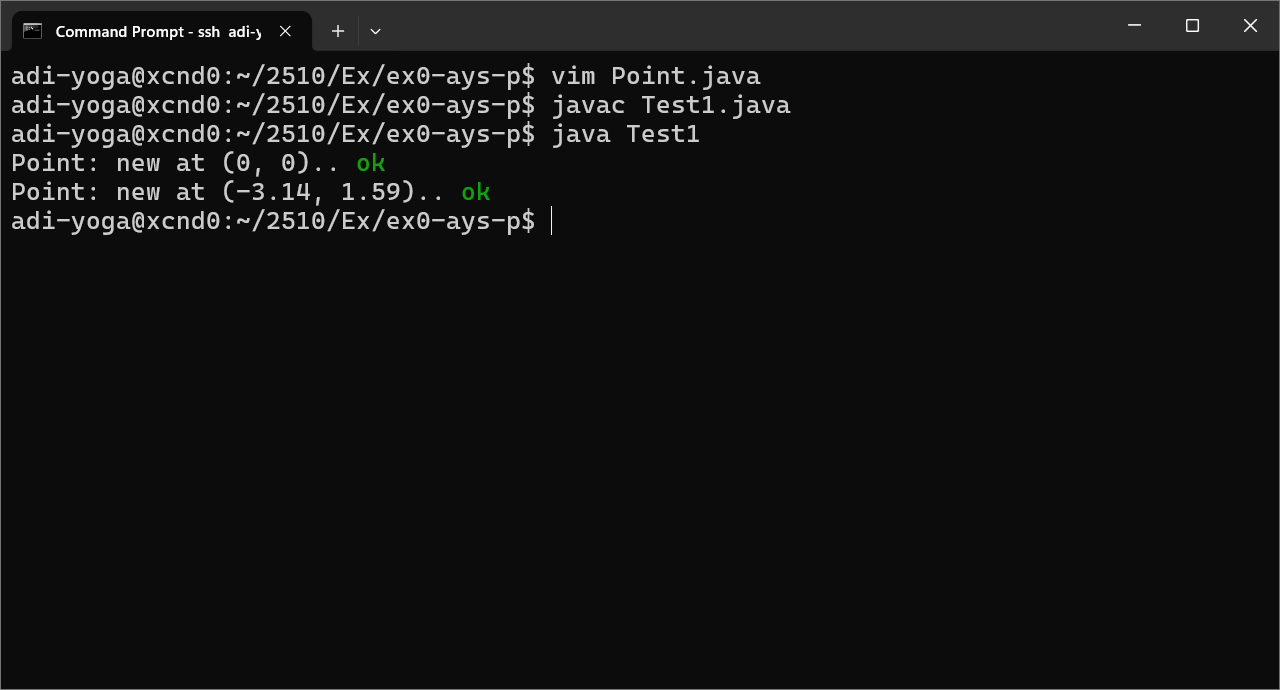 Command Prompt - ssh  adi-y
adi-yoga@xcnd0:~/2510/Ex/ex0-ays-p$ vim Point.java
adi-yoga@xcnd0:~/2510/Ex/ex0-ays-p$ javac Test1.java
adi-yoga@xcnd0:~/2510/Ex/ex0-ays-p$ java Test1
Point: new at (0, 0).. ok
Point: new at (-3.14, 1.59).. ok
adi-yoga@xcnd0:~/2510/Ex/ex0-ays-p$